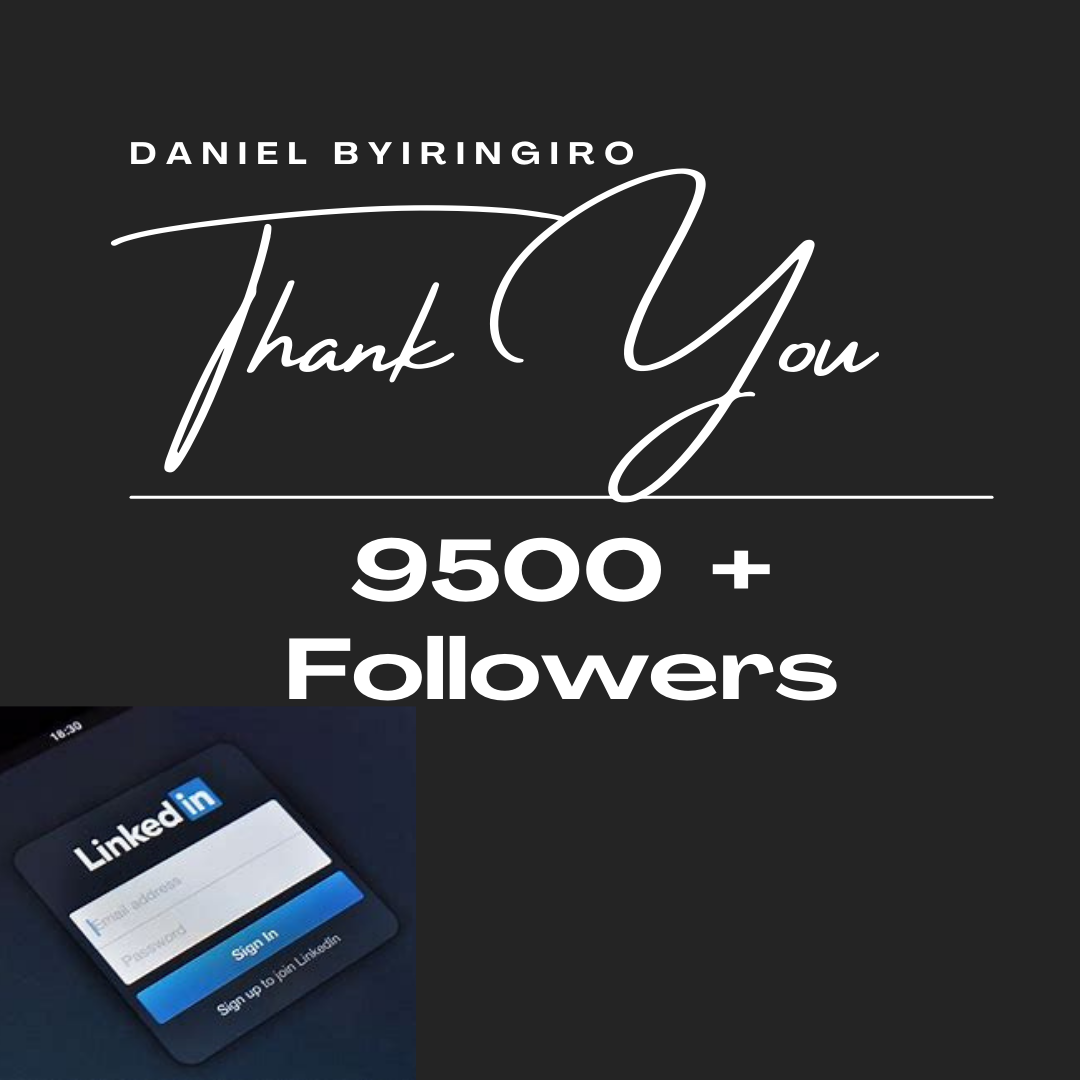 DANIEL BYIRINGIRO
Thank You
9500 +
Followers
18:30
Linkedin
Email address
Password
Sign In
Sign up to join LinkedIn